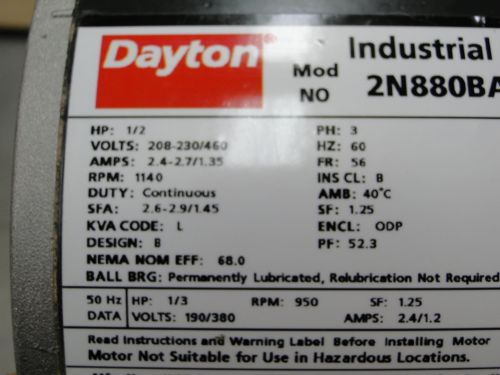 Dayton
Industrial
Mod NO 2N880BA
HP: 1/2 PH: 3
VOLTS: 208-230/460 HZ: 60
AMPS: 2.4-2.7/1.35 FR: 56
RPM: 1140 INS CL: B
DUTY: Continuous AMB: 40°C
SFA: 2.6-2.9/1.45 SF: 1.25
KVA CODE: L ENCL: ODP
DESIGN: B PF: 52.3
NEMA NOM EFF: 68.0
BALL BRG: Permanently Lubricated, Relubrication Not Required
50 Hz HP: 1/3 RPM: 950 SF: 1.25
DATA VOLTS: 190/380 AMPS: 2.4/1.2
Read Instructions and Warning Label Before Installing Motor
Motor Not Suitable for Use in Hazardous Locations.